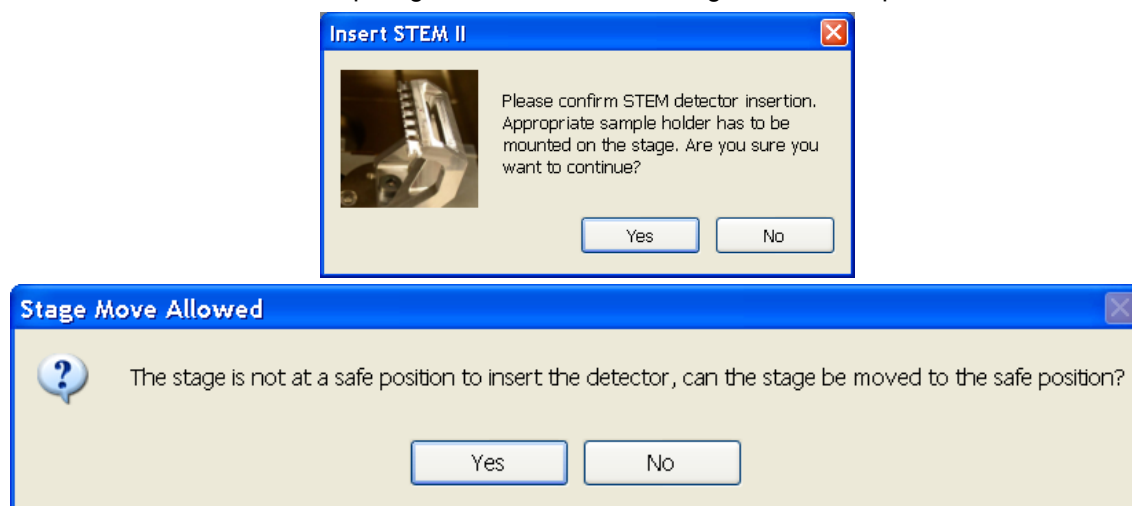 Insert STEM II
Please confirm STEM detector insertion.
Appropriate sample holder has to be
mounted on the stage. Are you sure you
want to continue?
Yes No
Stage Move Allowed
The stage is not at a safe position to insert the detector, can the stage be moved to the safe position?
Yes No